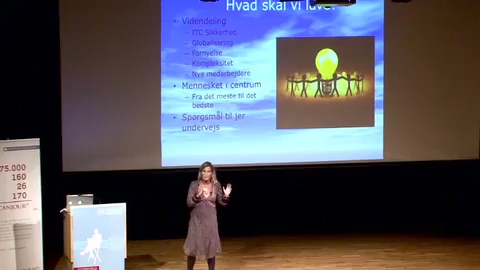 Hvad skal vi lave?
• Videndeling
– ITC Sikkerhed
– Globalisering
– Fornyelse
– Kompleksitet
– Nye medarbejdere
• Mennesket i centrum
– Fra det meste til det bedste
• Spørgsmål til jer undervejs
75.000
160
26
170